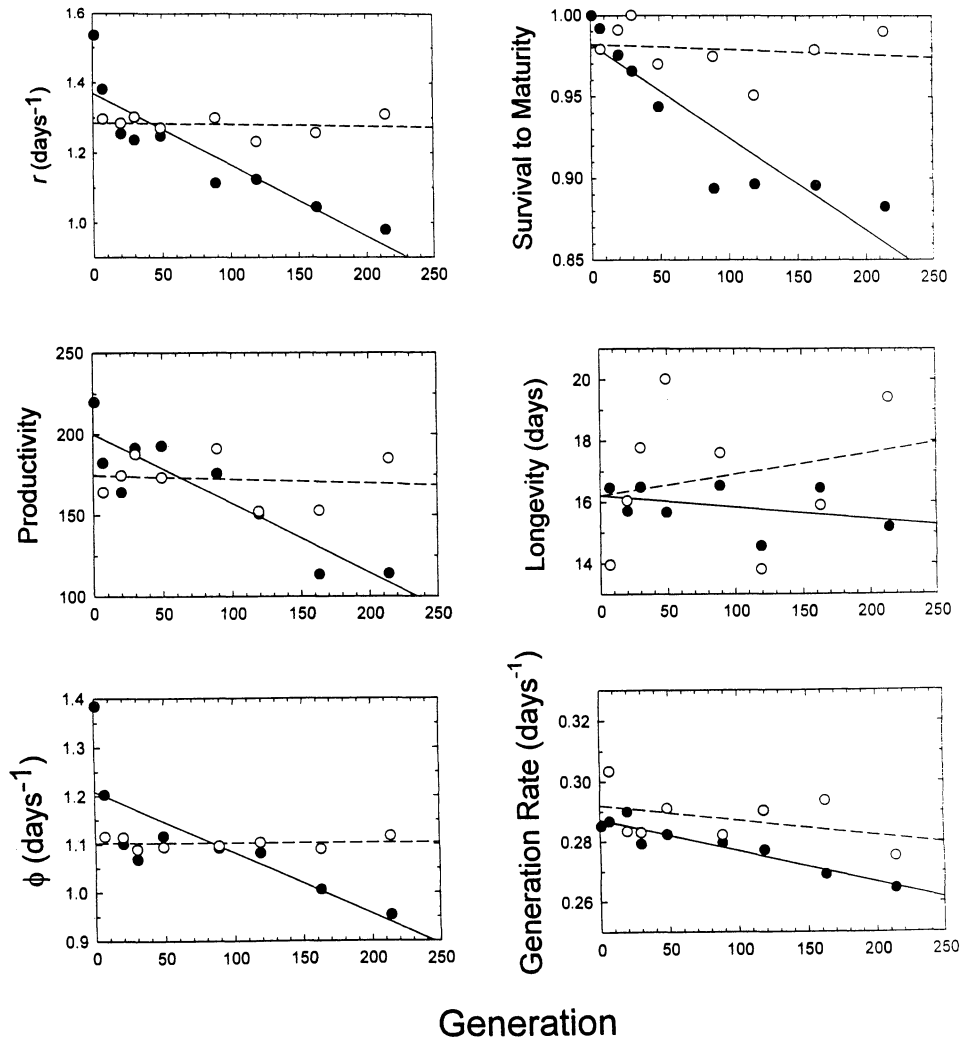 r (days⁻¹)
1.6
1.4
1.2
1.0
0 50 100 150 200 250
Survival to Maturity
1.00
0.95
0.90
0.85
0 50 100 150 200 250
Productivity
250
200
150
100
0 50 100 150 200 250
Longevity (days)
20
18
16
14
0 50 100 150 200 250
ϕ (days⁻¹)
1.4
1.3
1.2
1.1
1.0
0.9
0 50 100 150 200 250
Generation Rate (days⁻¹)
0.32
0.30
0.28
0.26
0 50 100 150 200 250
Generation